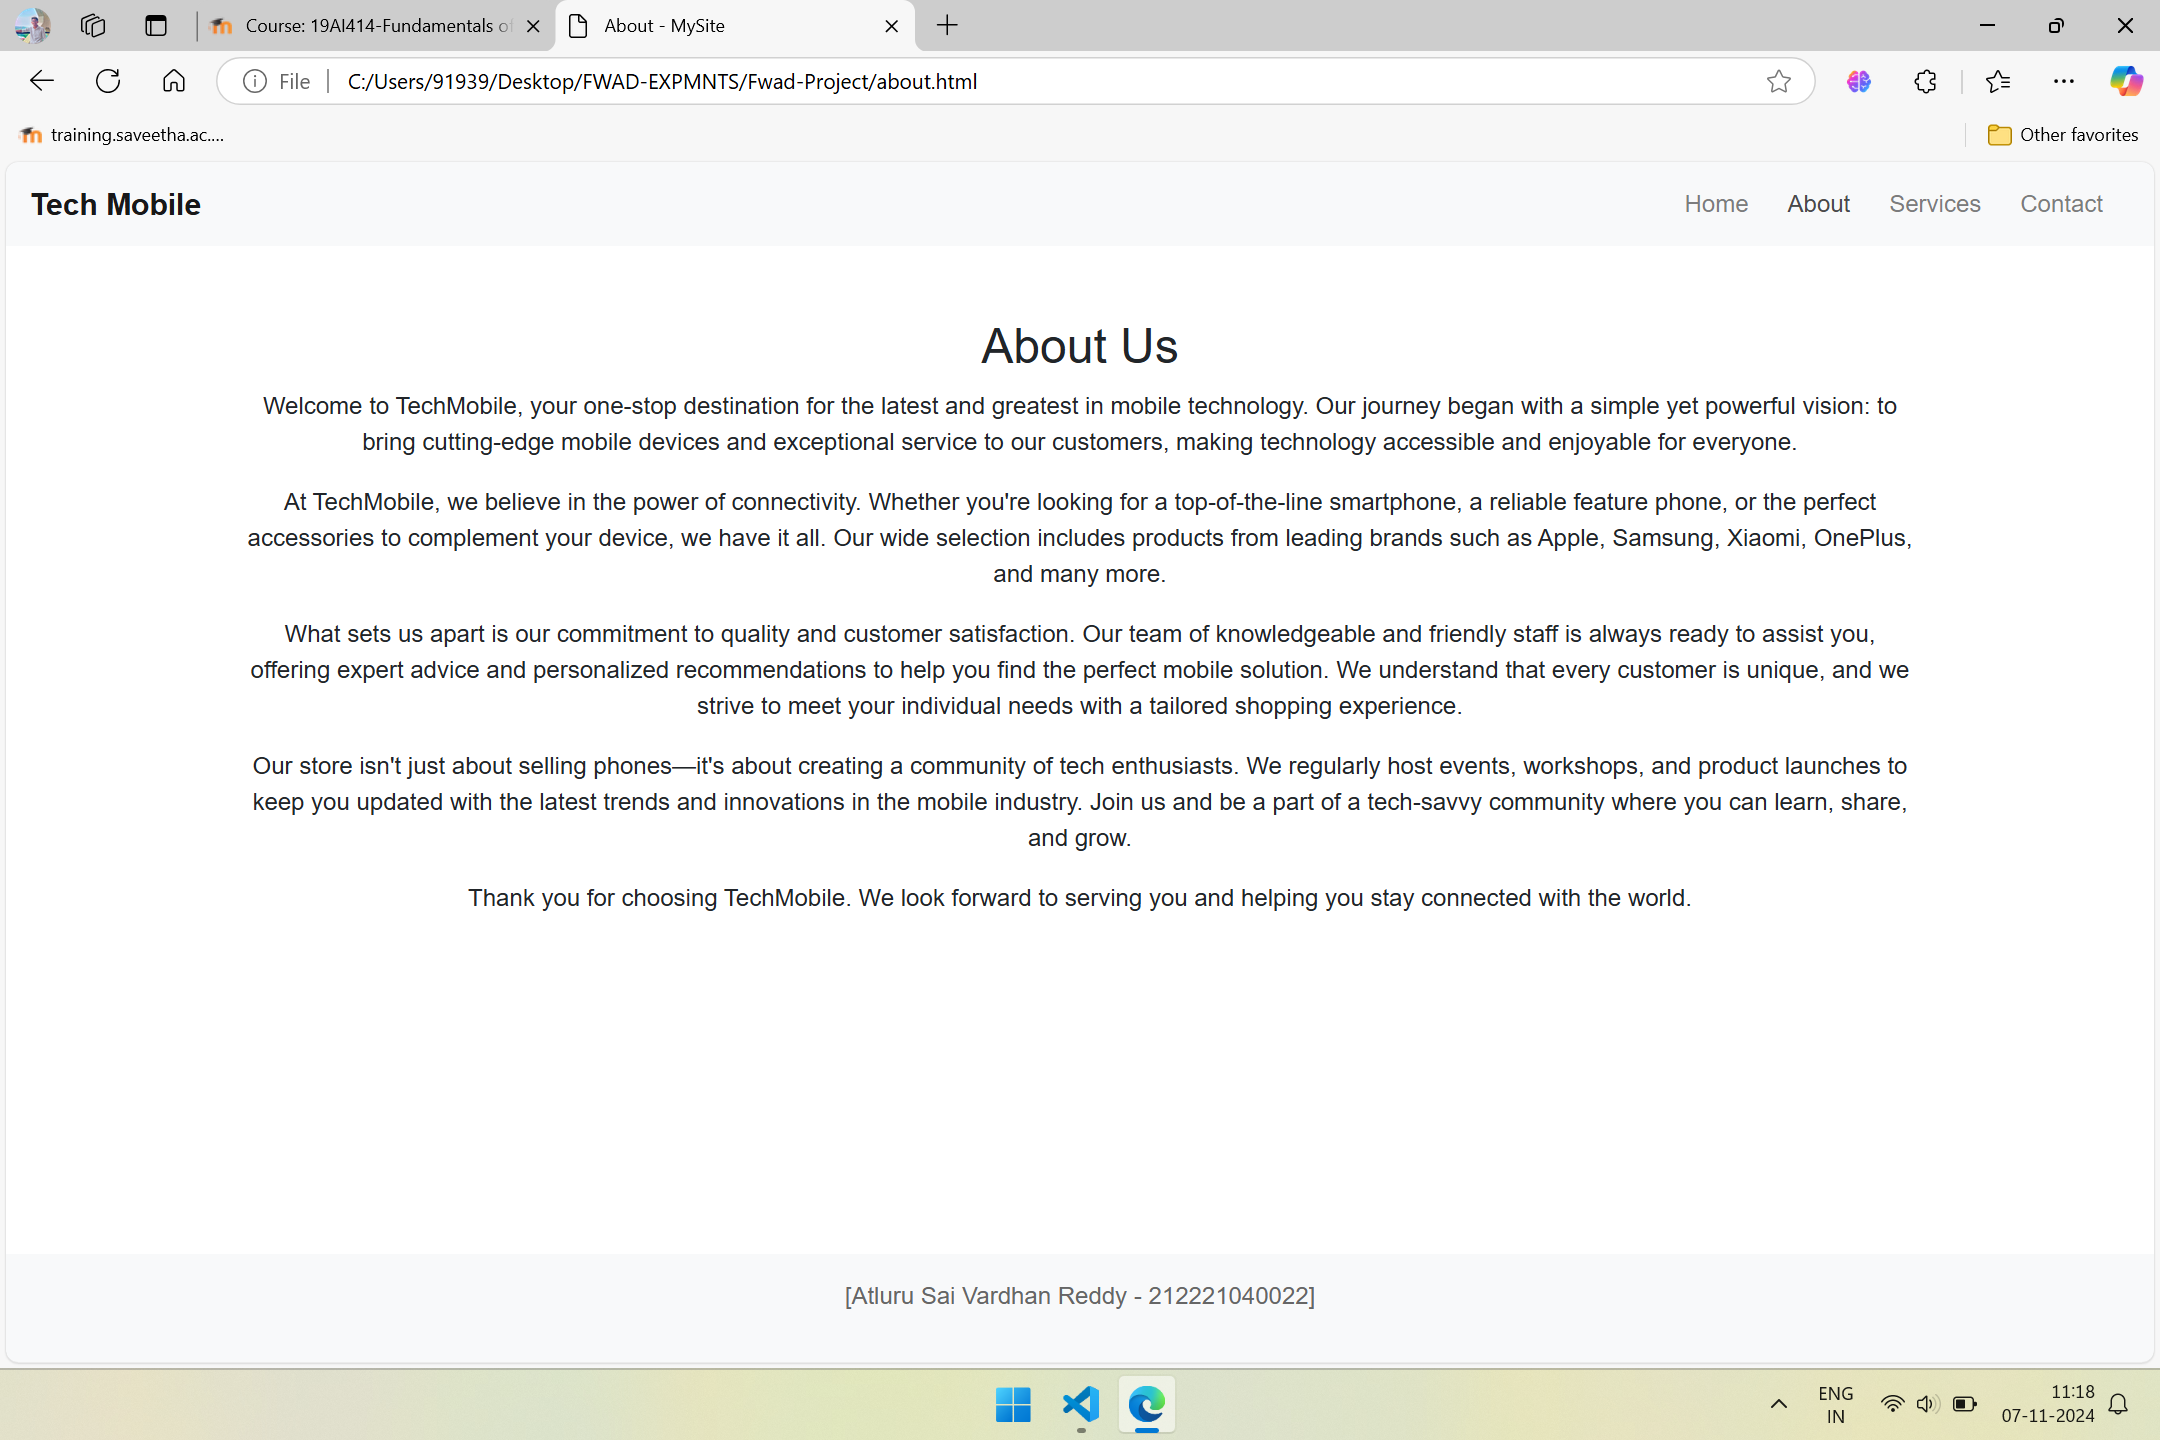 Course: 19AI414-Fundamentals of
About - MySite
File
C:/Users/91939/Desktop/FWAD-EXPMNTS/Fwad-Project/about.html
training.saveetha.ac....
Other favorites
Tech Mobile
Home
About
Services
Contact
About Us
Welcome to TechMobile, your one-stop destination for the latest and greatest in mobile technology. Our journey began with a simple yet powerful vision: to
bring cutting-edge mobile devices and exceptional service to our customers, making technology accessible and enjoyable for everyone.
At TechMobile, we believe in the power of connectivity. Whether you're looking for a top-of-the-line smartphone, a reliable feature phone, or the perfect
accessories to complement your device, we have it all. Our wide selection includes products from leading brands such as Apple, Samsung, Xiaomi, OnePlus,
and many more.
What sets us apart is our commitment to quality and customer satisfaction. Our team of knowledgeable and friendly staff is always ready to assist you,
offering expert advice and personalized recommendations to help you find the perfect mobile solution. We understand that every customer is unique, and we
strive to meet your individual needs with a tailored shopping experience.
Our store isn't just about selling phones—it's about creating a community of tech enthusiasts. We regularly host events, workshops, and product launches to
keep you updated with the latest trends and innovations in the mobile industry. Join us and be a part of a tech-savvy community where you can learn, share,
and grow.
Thank you for choosing TechMobile. We look forward to serving you and helping you stay connected with the world.
[Atluru Sai Vardhan Reddy - 212221040022]
ENG
IN
11:18
07-11-2024